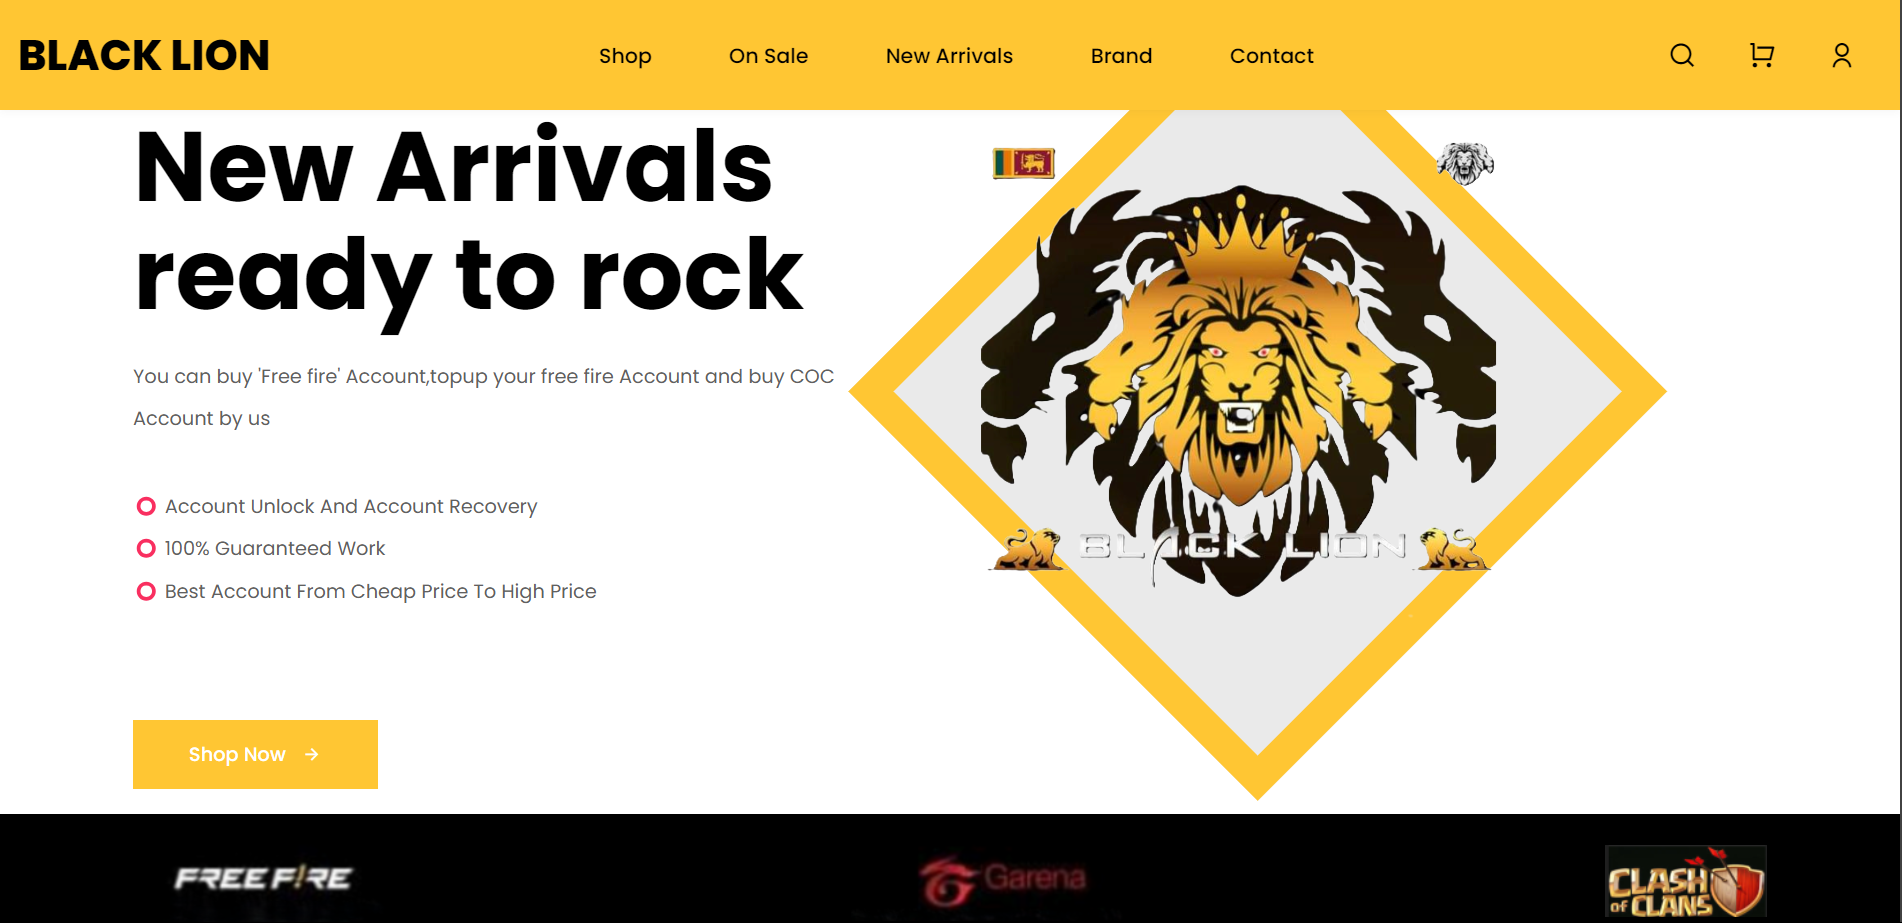 BLACK LION
Shop
On Sale
New Arrivals
Brand
Contact
New Arrivals
ready to rock
You can buy 'Free fire' Account,topup your free fire Account and buy COC
Account by us
Account Unlock And Account Recovery
100% Guaranteed Work
Best Account From Cheap Price To High Price
Shop Now
BLACK LION
FREE FIRE
Garena
CLASH
OF CLANS